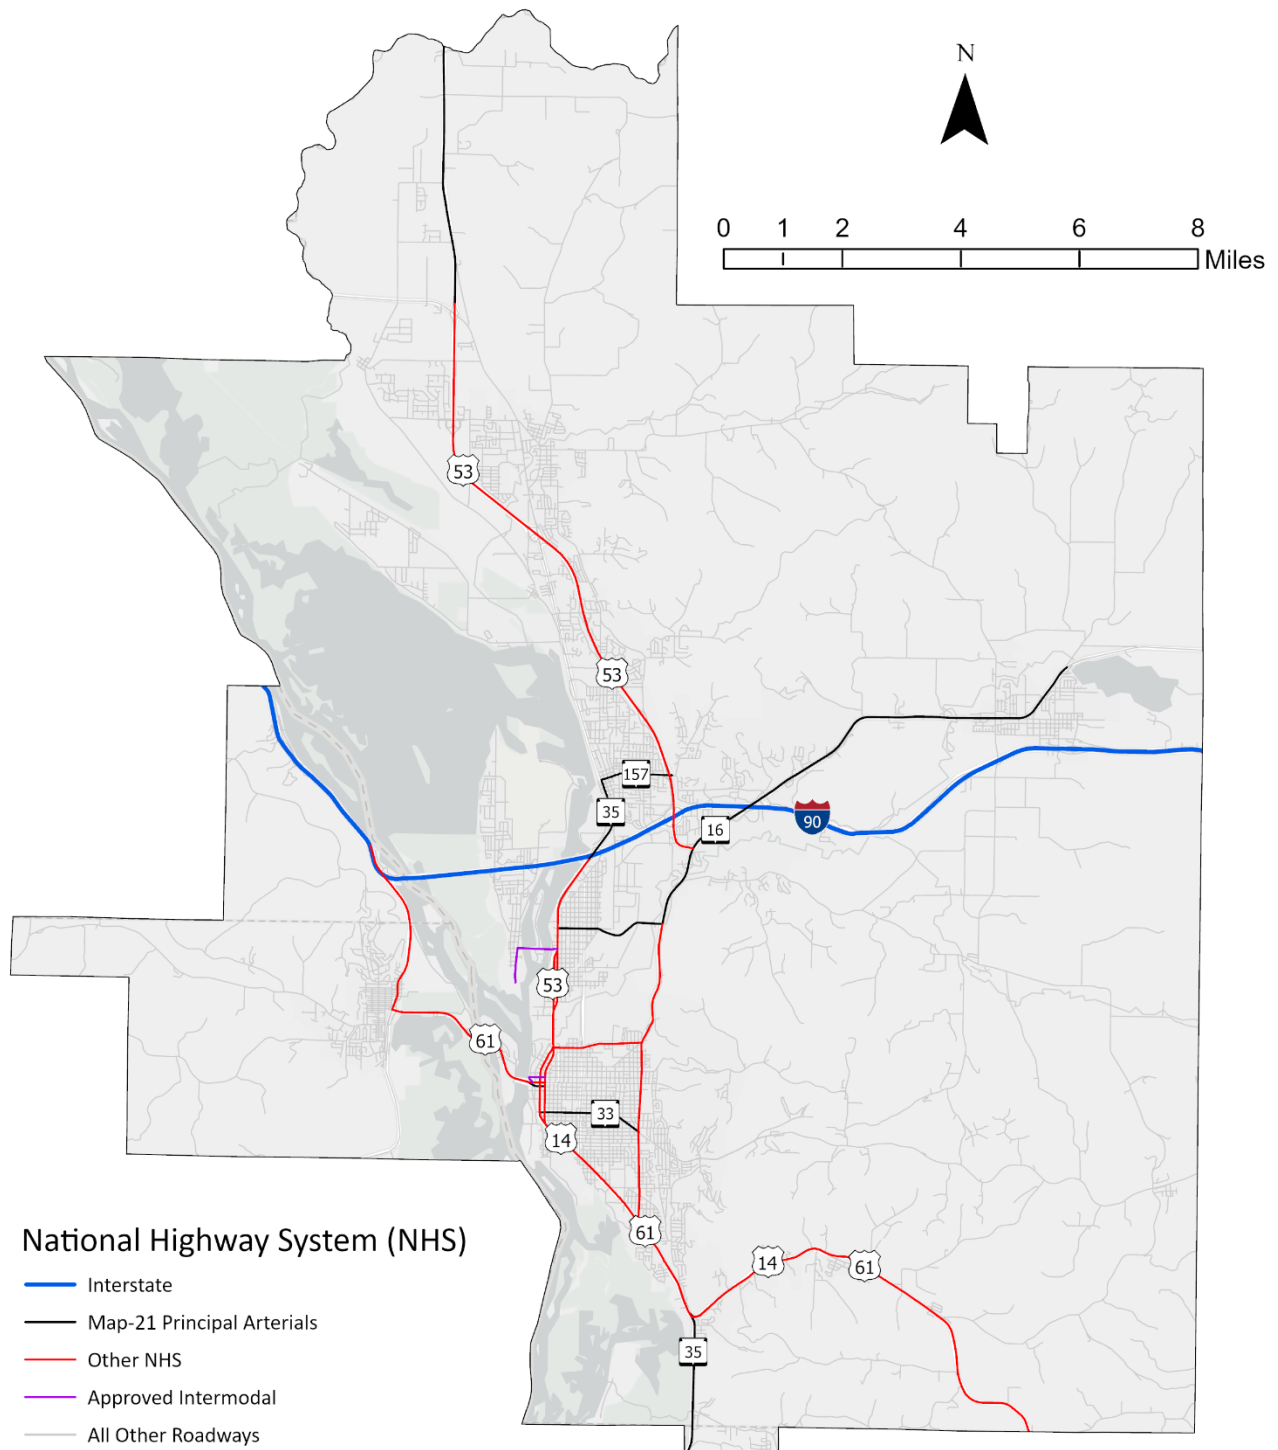 N
0 1 2 4 6 8
Miles
53
53
157
35
16
90
53
61
33
14
61
14
61
35
National Highway System (NHS)
Interstate
Map-21 Principal Arterials
Other NHS
Approved Intermodal
All Other Roadways